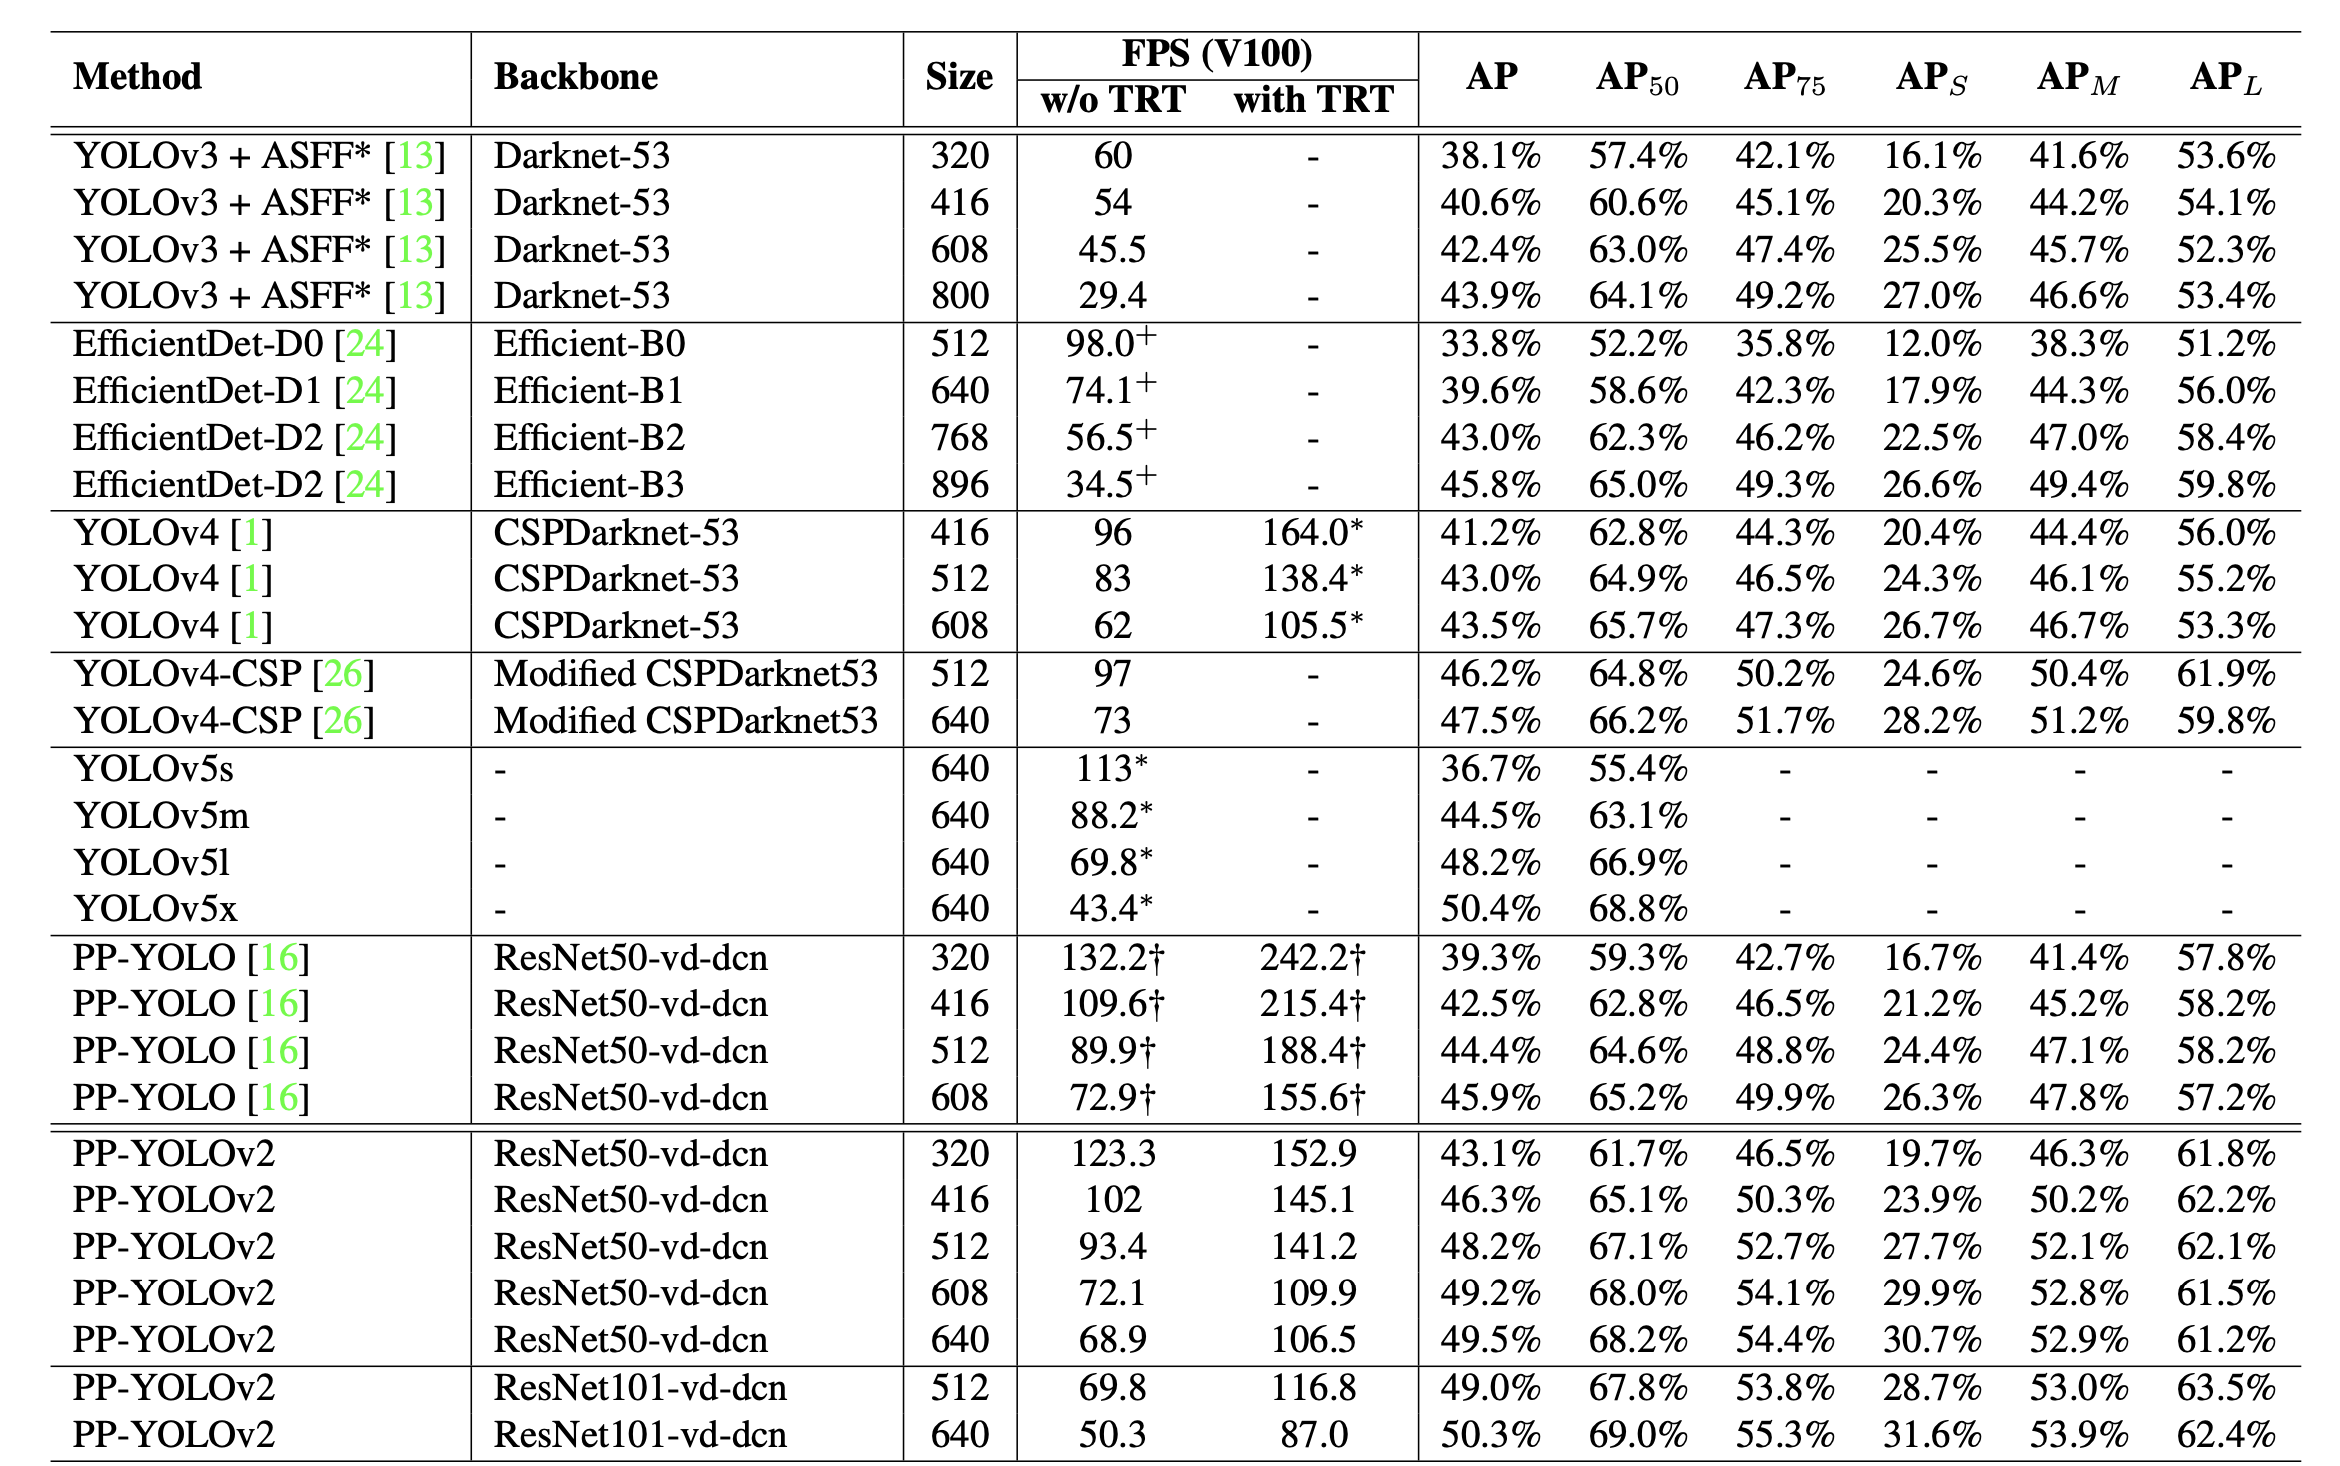 Method Backbone Size FPS (V100) AP AP50 AP75 APS APM APL
w/o TRT with TRT
YOLOv3 + ASFF* [13] Darknet-53 320 60 - 38.1% 57.4% 42.1% 16.1% 41.6% 53.6%
YOLOv3 + ASFF* [13] Darknet-53 416 54 - 40.6% 60.6% 45.1% 20.3% 44.2% 54.1%
YOLOv3 + ASFF* [13] Darknet-53 608 45.5 - 42.4% 63.0% 47.4% 25.5% 45.7% 52.3%
YOLOv3 + ASFF* [13] Darknet-53 800 29.4 - 43.9% 64.1% 49.2% 27.0% 46.6% 53.4%
EfficientDet-D0 [24] Efficient-B0 512 98.0+ - 33.8% 52.2% 35.8% 12.0% 38.3% 51.2%
EfficientDet-D1 [24] Efficient-B1 640 74.1+ - 39.6% 58.6% 42.3% 17.9% 44.3% 56.0%
EfficientDet-D2 [24] Efficient-B2 768 56.5+ - 43.0% 62.3% 46.2% 22.5% 47.0% 58.4%
EfficientDet-D2 [24] Efficient-B3 896 34.5+ - 45.8% 65.0% 49.3% 26.6% 49.4% 59.8%
YOLOv4 [1] CSPDarknet-53 416 96 164.0* 41.2% 62.8% 44.3% 20.4% 44.4% 56.0%
YOLOv4 [1] CSPDarknet-53 512 83 138.4* 43.0% 64.9% 46.5% 24.3% 46.1% 55.2%
YOLOv4 [1] CSPDarknet-53 608 62 105.5* 43.5% 65.7% 47.3% 26.7% 46.7% 53.3%
YOLOv4-CSP [26] Modified CSPDarknet53 512 97 - 46.2% 64.8% 50.2% 24.6% 50.4% 61.9%
YOLOv4-CSP [26] Modified CSPDarknet53 640 73 - 47.5% 66.2% 51.7% 28.2% 51.2% 59.8%
YOLOv5s - 640 113* - 36.7% 55.4% - - - -
YOLOv5m - 640 88.2* - 44.5% 63.1% - - - -
YOLOv5l - 640 69.8* - 48.2% 66.9% - - - -
YOLOv5x - 640 43.4* - 50.4% 68.8% - - - -
PP-YOLO [16] ResNet50-vd-dcn 320 132.2† 242.2† 39.3% 59.3% 42.7% 16.7% 41.4% 57.8%
PP-YOLO [16] ResNet50-vd-dcn 416 109.6† 215.4† 42.5% 62.8% 46.5% 21.2% 45.2% 58.2%
PP-YOLO [16] ResNet50-vd-dcn 512 89.9† 188.4† 44.4% 64.6% 48.8% 24.4% 47.1% 58.2%
PP-YOLO [16] ResNet50-vd-dcn 608 72.9† 155.6† 45.9% 65.2% 49.9% 26.3% 47.8% 57.2%
PP-YOLOv2 ResNet50-vd-dcn 320 123.3 152.9 43.1% 61.7% 46.5% 19.7% 46.3% 61.8%
PP-YOLOv2 ResNet50-vd-dcn 416 102 145.1 46.3% 65.1% 50.3% 23.9% 50.2% 62.2%
PP-YOLOv2 ResNet50-vd-dcn 512 93.4 141.2 48.2% 67.1% 52.7% 27.7% 52.1% 62.1%
PP-YOLOv2 ResNet50-vd-dcn 608 72.1 109.9 49.2% 68.0% 54.1% 29.9% 52.8% 61.5%
PP-YOLOv2 ResNet50-vd-dcn 640 68.9 106.5 49.5% 68.2% 54.4% 30.7% 52.9% 61.2%
PP-YOLOv2 ResNet101-vd-dcn 512 69.8 116.8 49.0% 67.8% 53.8% 28.7% 53.0% 63.5%
PP-YOLOv2 ResNet101-vd-dcn 640 50.3 87.0 50.3% 69.0% 55.3% 31.6% 53.9% 62.4%